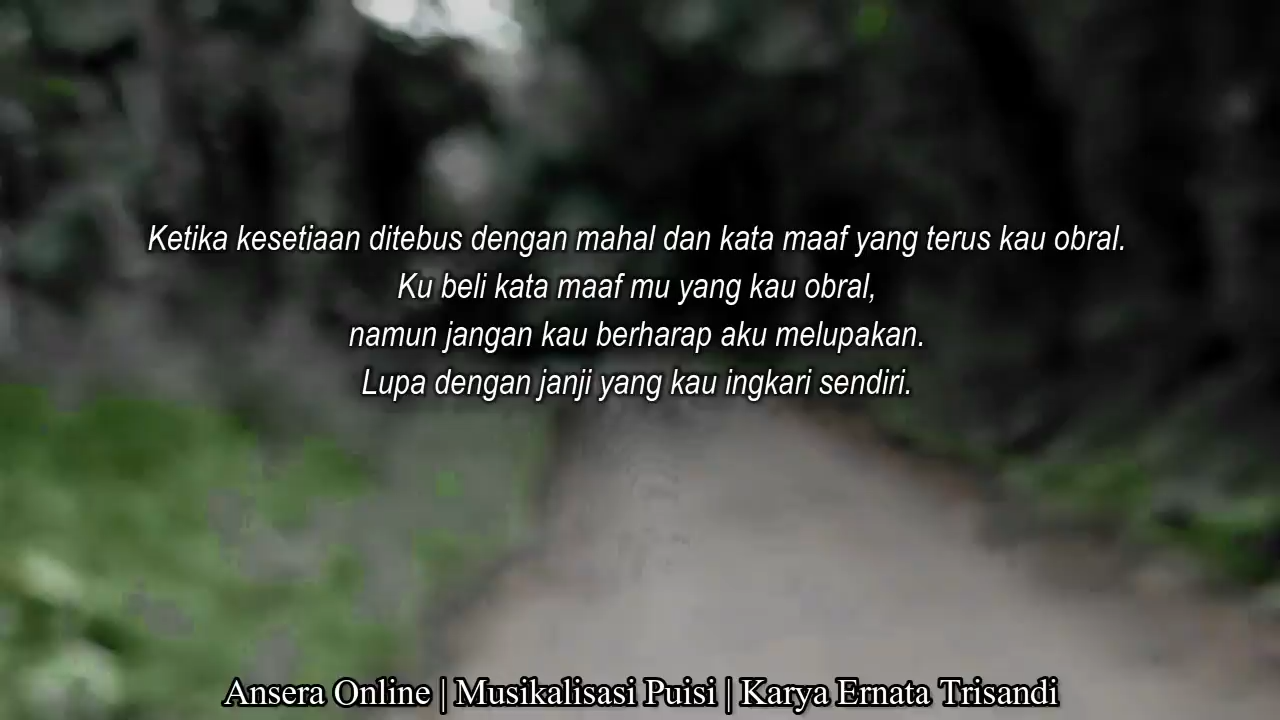 Ketika kesetiaan ditebus dengan mahal dan kata maaf yang terus kau obral.
Ku beli kata maaf mu yang kau obral,
namun jangan kau berharap aku melupakan.
Lupa dengan janji yang kau ingkari sendiri.
Ansera Online | Musikalisasi Puisi | Karya Ernata Trisandi